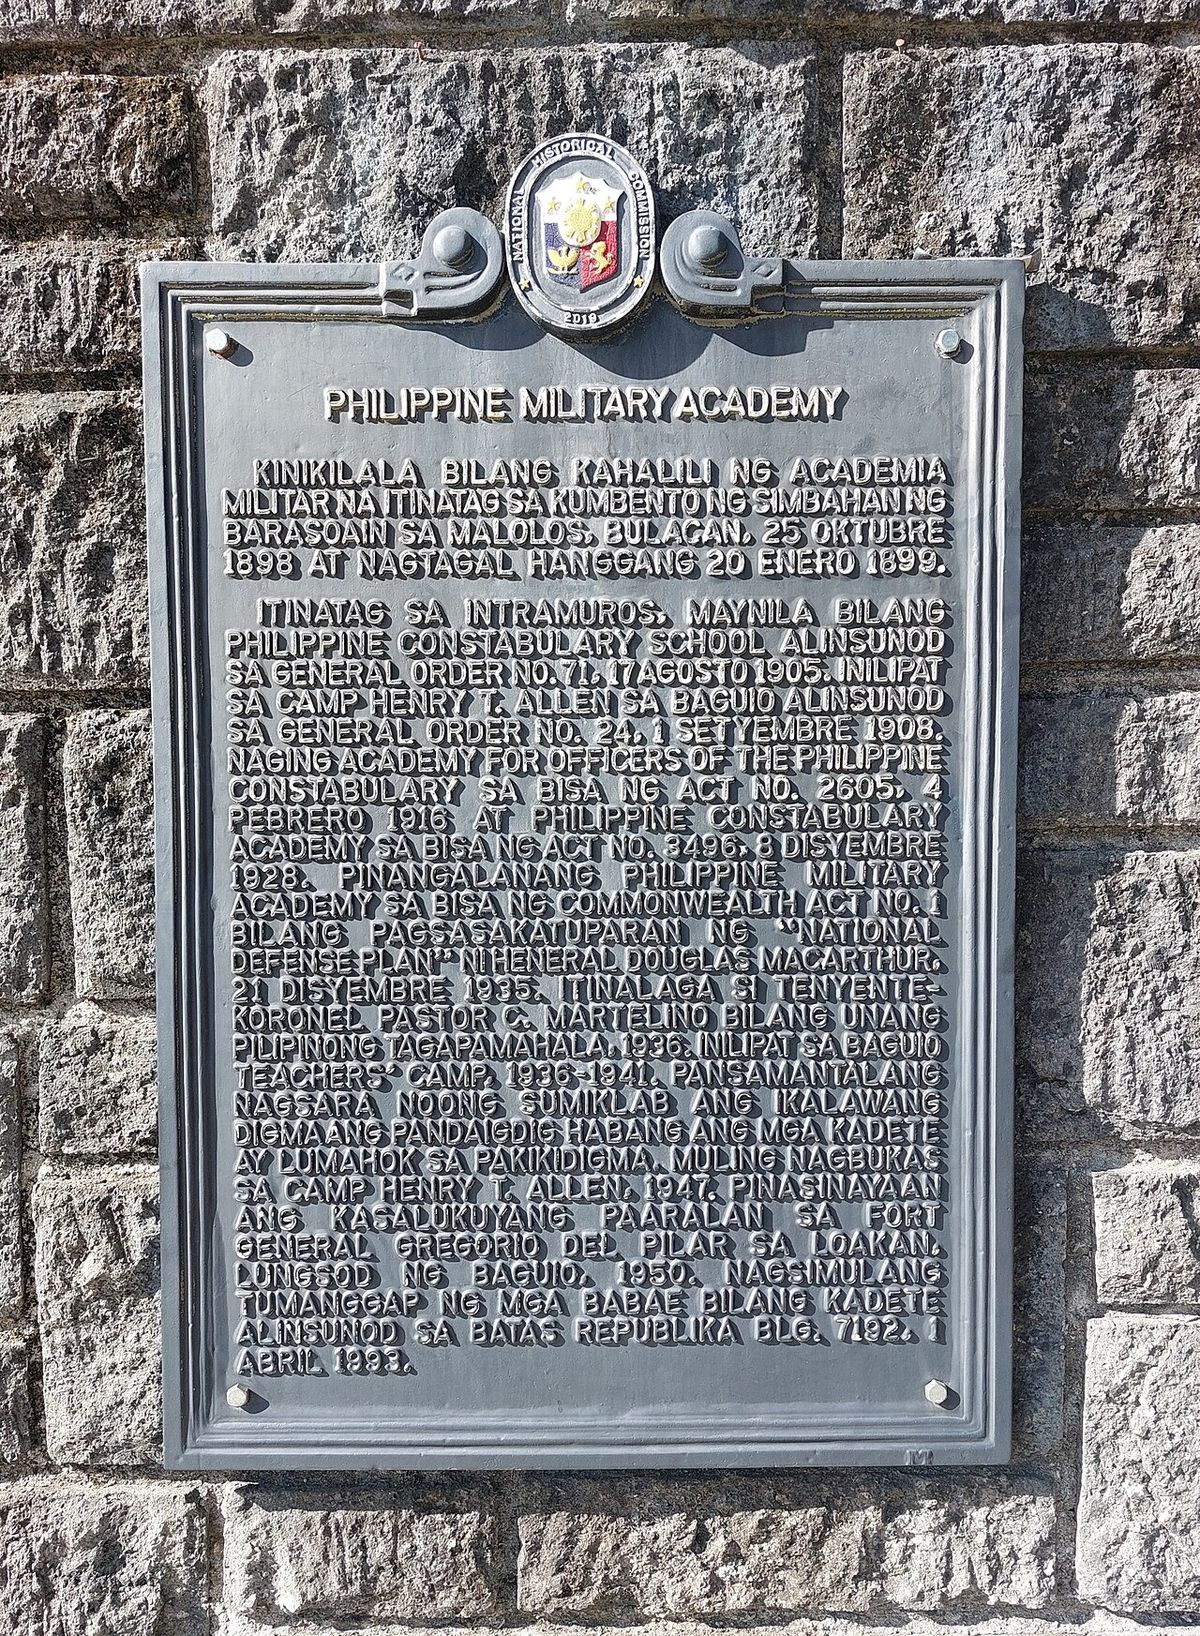 NATIONAL HISTORICAL COMMISSION
2019
PHILIPPINE MILITARY ACADEMY
KINIKILALA BILANG KAHALILI NG ACADEMIA
MILITAR NA ITINATAG SA KUMBENTO NG SIMBAHAN NG
BARASOAIN SA MALOLOS, BULACAN, 25 OKTUBRE
1898 AT NAGTAGAL HANGGANG 20 ENERO 1899.
ITINATAG SA INTRAMUROS, MAYNILA BILANG
PHILIPPINE CONSTABULARY SCHOOL ALINSUNOD
SA GENERAL ORDER NO. 71, 17 AGOSTO 1905. INILIPAT
SA CAMP HENRY T. ALLEN SA BAGUIO ALINSUNOD
SA GENERAL ORDER NO. 24, 1 SETYEMBRE 1908.
NAGING ACADEMY FOR OFFICERS OF THE PHILIPPINE
CONSTABULARY SA BISA NG ACT NO. 2605, 4
PEBRERO 1916 AT PHILIPPINE CONSTABULARY
ACADEMY SA BISA NG ACT NO. 3496, 8 DISYEMBRE
1928. PINANGALANANG PHILIPPINE MILITARY
ACADEMY SA BISA NG COMMONWEALTH ACT NO. 1
BILANG PAGSASAKATUPARAN NG “NATIONAL
DEFENSE PLAN” NI HENERAL DOUGLAS MACARTHUR,
21 DISYEMBRE 1935. ITINALAGA SI TENYENTE-
KORONEL PASTOR C. MARTELINO BILANG UNANG
PILIPINONG TAGAPAMAHALA, 1936. INILIPAT SA BAGUIO
TEACHERS’ CAMP, 1936-1941. PANSAMANTALANG
NAGSARA NOONG SUMIKLAB ANG IKALAWANG
DIGMAANG PANDAIGDIG HABANG ANG MGA KADETE
AY LUMAHOK SA PAKIKIDIGMA. MULING NAGBUKAS
SA CAMP HENRY T. ALLEN, 1947. PINASINAYAAN
ANG KASALUKUYANG PAARALAN SA FORT
GENERAL GREGORIO DEL PILAR SA LOAKAN,
LUNGSOD NG BAGUIO, 1950. NAGSIMULANG
TUMANGGAP NG MGA BABAE BILANG KADETE
ALINSUNOD SA BATAS REPUBLIKA BLG. 7192, 1
ABRIL 1993.
M